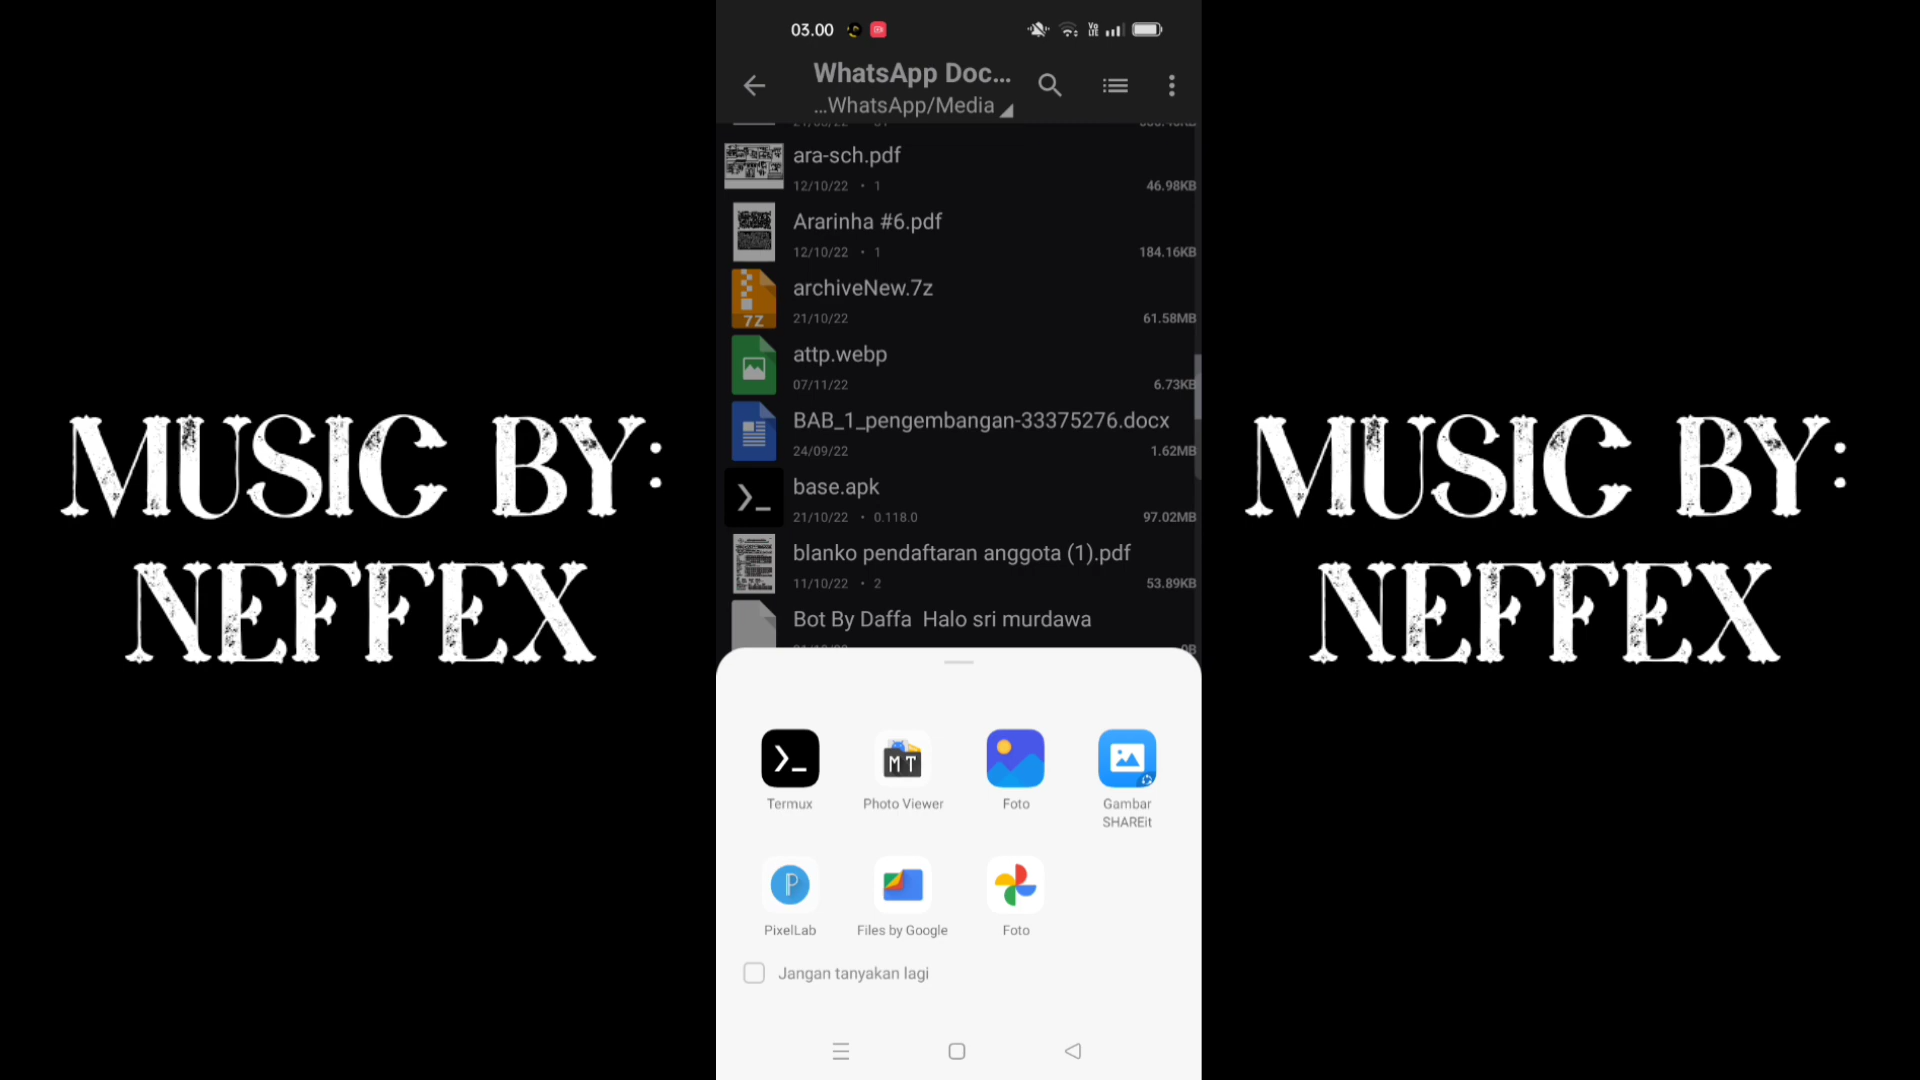 MUSIC BY:
NEFFEX
03.00
WhatsApp Doc...
...WhatsApp/Media
ara-sch.pdf
12/10/22 • 1
46.98KB
Ararinha #6.pdf
12/10/22 • 1
184.16KB
archiveNew.7z
7Z
21/10/22
61.58MB
attp.webp
07/11/22
6.73KB
BAB_1_pengembangan-33375276.docx
24/09/22
1.62MB
base.apk
21/10/22 • 0.118.0
97.02MB
blanko pendaftaran anggota (1).pdf
11/10/22 • 2
53.89KB
Bot By Daffa Halo sri murdawa
MT
Termux
Photo Viewer
Foto
Gambar
SHAREit
PixelLab
Files by Google
Foto
Jangan tanyakan lagi
MUSIC BY:
NEFFEX